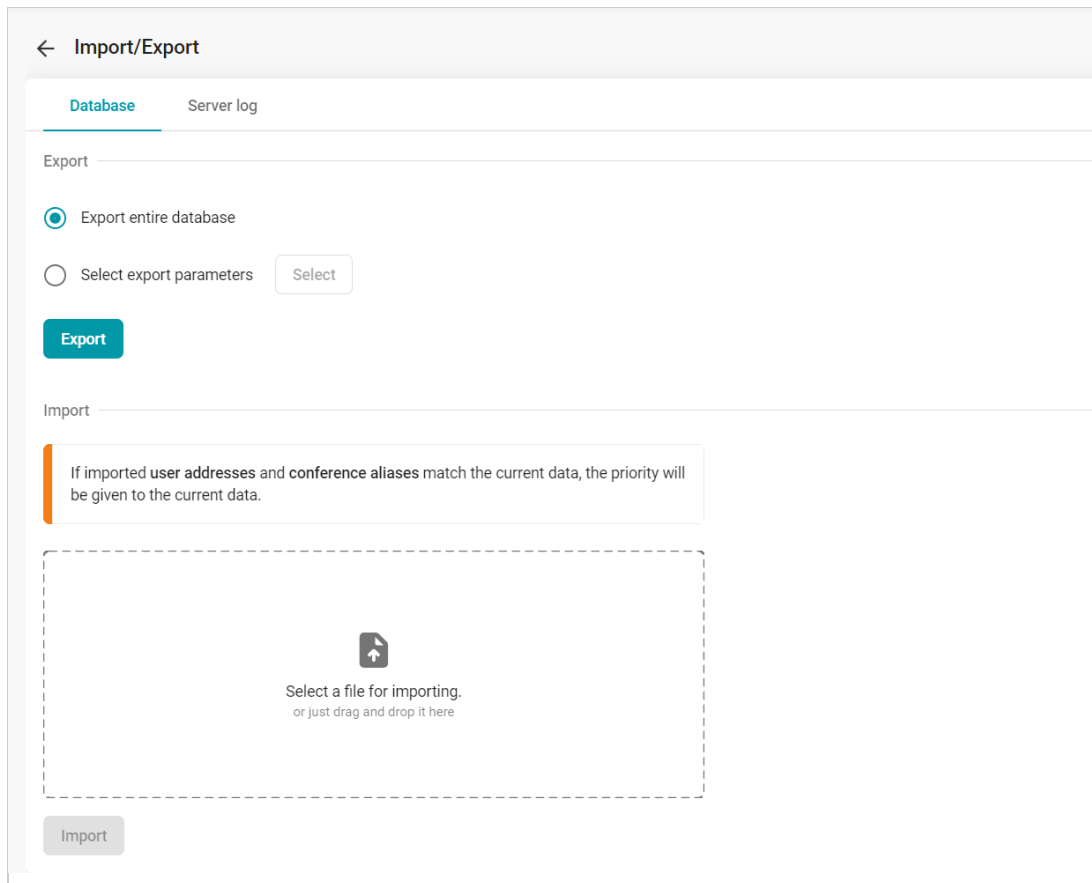 Import/Export
Database
Server log
Export
Export entire database
Select export parameters
Select
Export
Import
If imported user addresses and conference aliases match the current data, the priority will
be given to the current data.
Select a file for importing.
or just drag and drop it here
Import